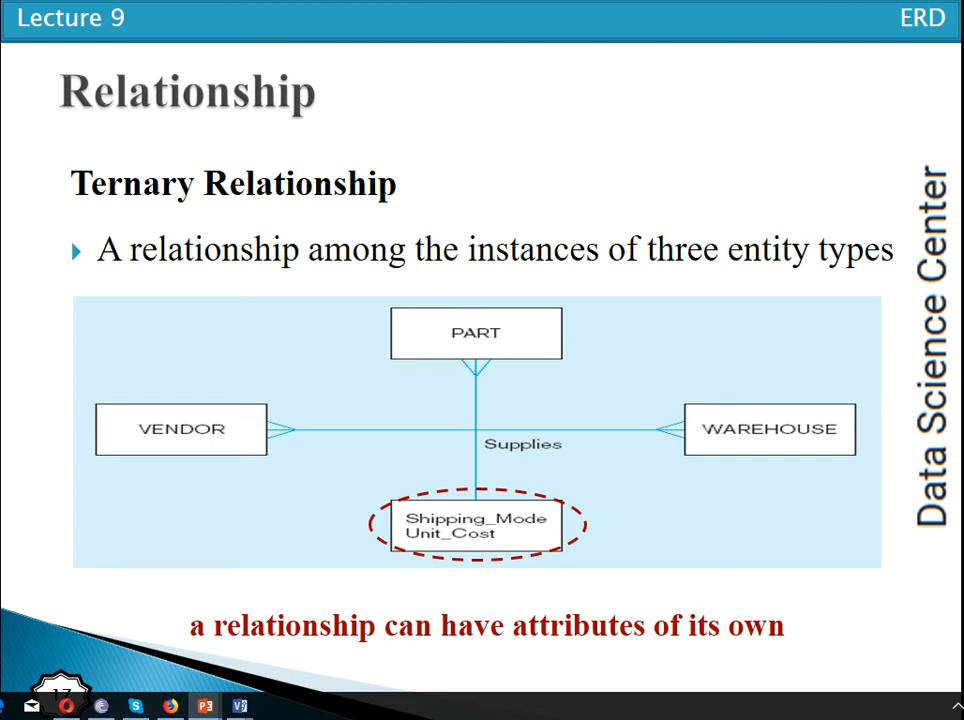 Lecture 9
ERD
Relationship
Ternary Relationship
A relationship among the instances of three entity types
PART
VENDOR
WAREHOUSE
Supplies
Shipping_Mode
Unit_Cost
a relationship can have attributes of its own
Data Science Center
17